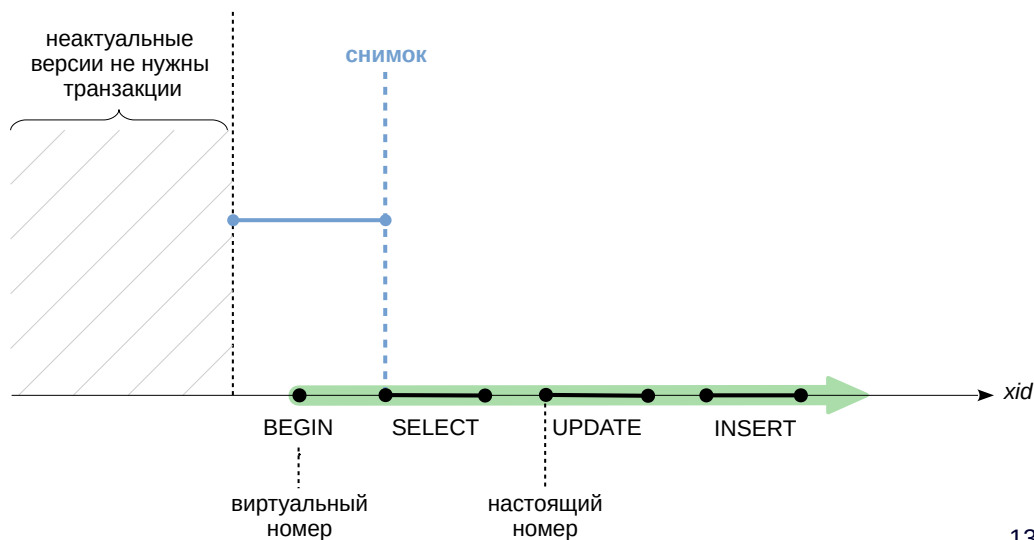 неактуальные
версии не нужны
транзакции
снимок
xid
BEGIN
SELECT
UPDATE
INSERT
виртуальный
номер
настоящий
номер
13